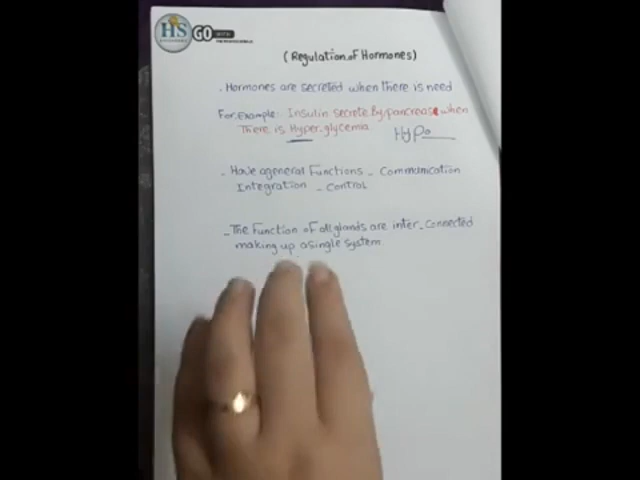 HS
GO
(Regulation of Hormones)
. Hormones are secreted when there is need
For Example: Insulin secrete By pancrease when
There is Hyper. glycemia
Hypo
- Have a general Functions - Communication
Integration - Control
- The Function of all glands are inter - Connected
making up a single system